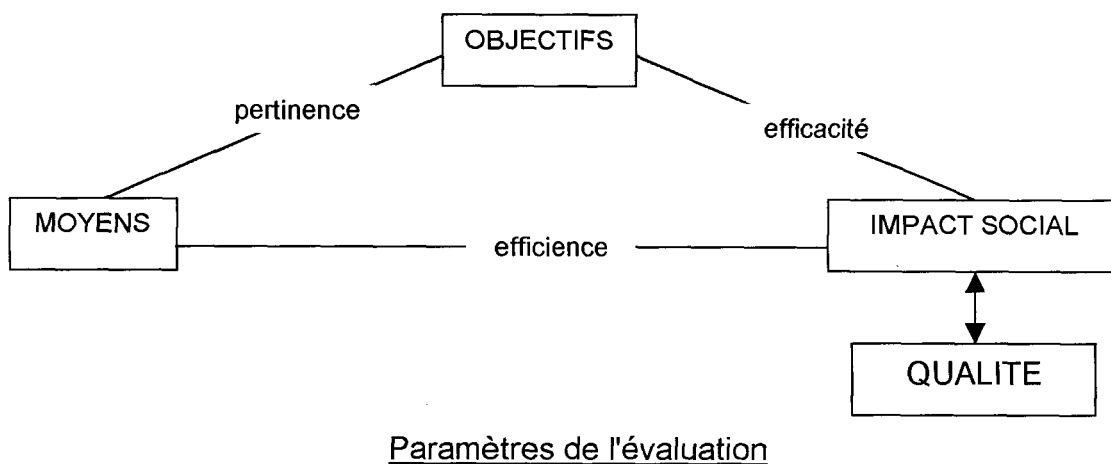 OBJECTIFS
pertinence
efficacité
MOYENS
IMPACT SOCIAL
efficience
QUALITE
Paramètres de l'évaluation